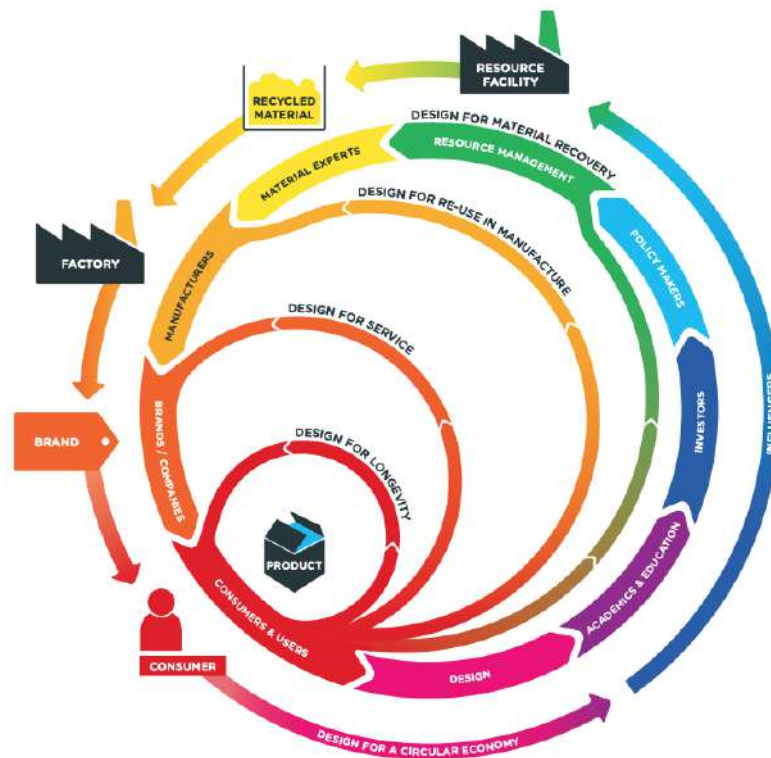 RESOURCE
FACILITY
RECYCLED
MATERIAL
DESIGN FOR MATERIAL RECOVERY
RESOURCE MANAGEMENT
MATERIAL EXPERTS
DESIGN FOR RE-USE IN MANUFACTURE
POLICY MAKERS
FACTORY
MANUFACTURERS
DESIGN FOR SERVICE
INVESTORS
INFLUENCERS
BRAND
BRANDS / COMPANIES
DESIGN FOR LONGEVITY
PRODUCT
CONSUMERS & USERS
ACADEMICS & EDUCATION
CONSUMER
DESIGN
DESIGN FOR A CIRCULAR ECONOMY